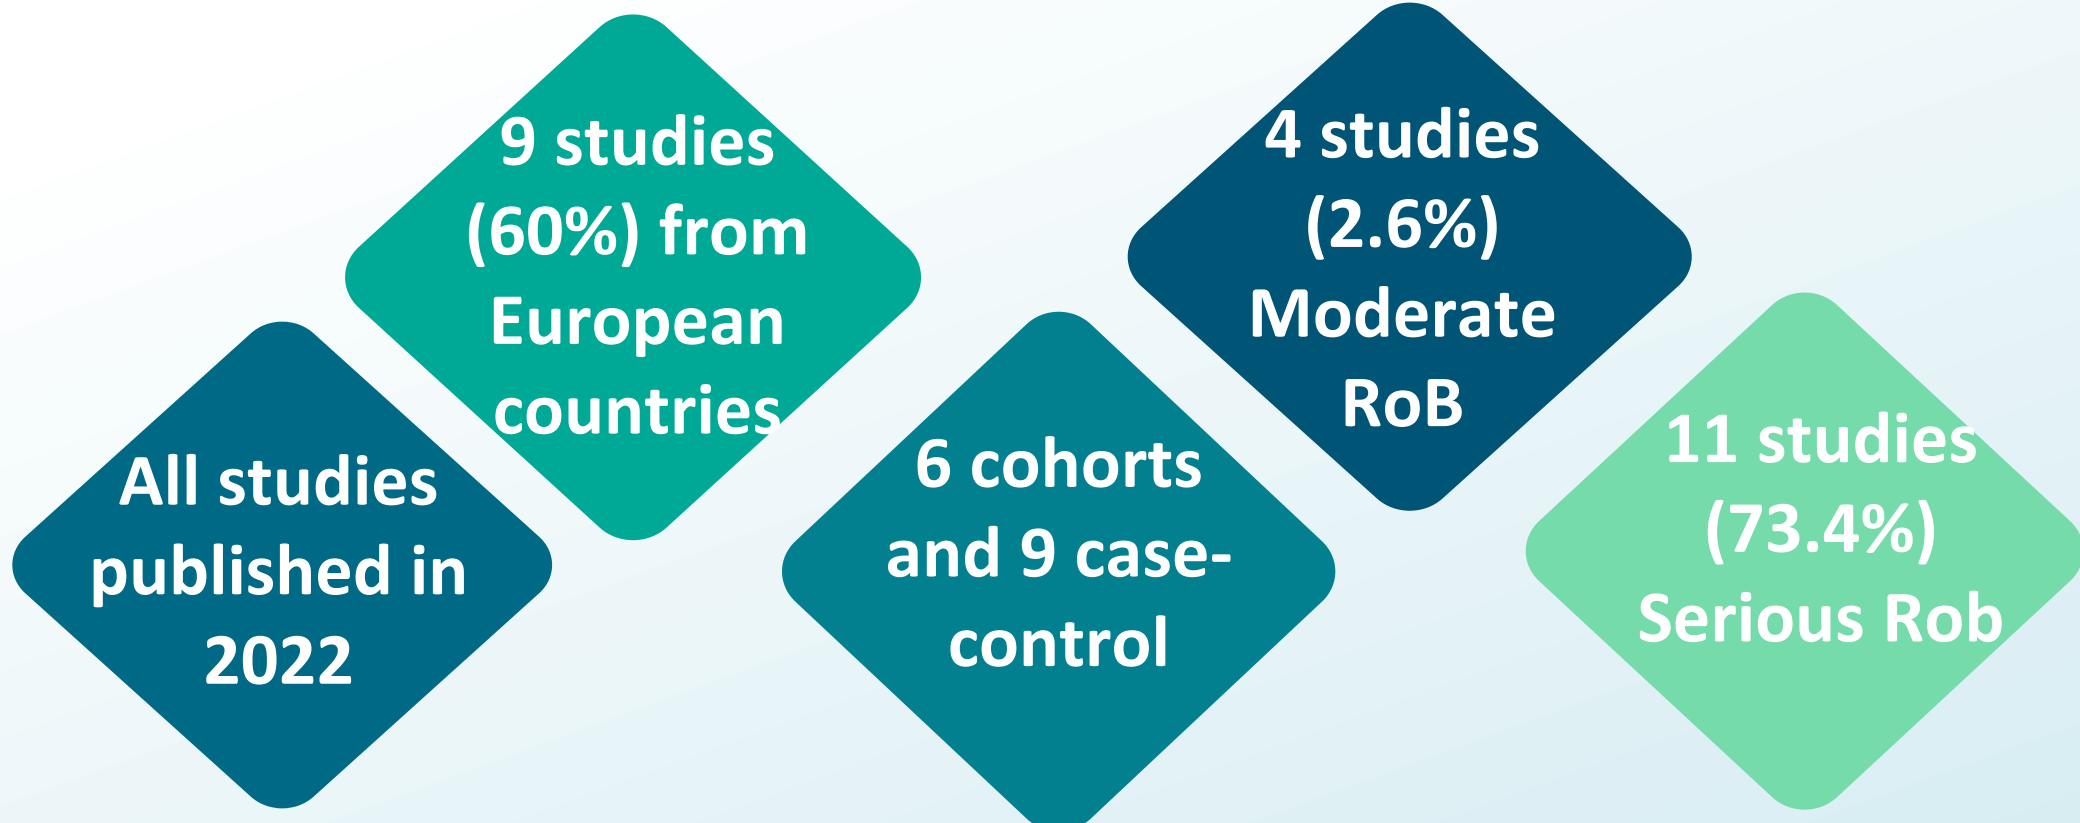 All studies
published in
2022
9 studies
(60%) from
European
countries
6 cohorts
and 9 case-
control
4 studies
(2.6%)
Moderate
RoB
11 studies
(73.4%)
Serious Rob